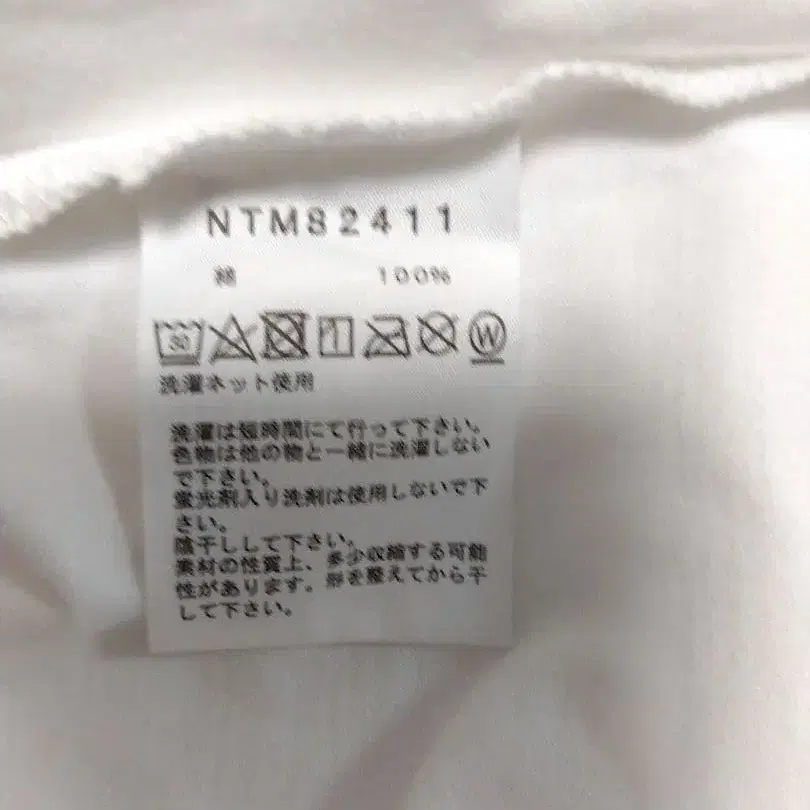 NTM82411
綿 100%
30 W
洗濯ネット使用
洗濯は短時間にて行って下さい。
色物は他の物と一緒に洗濯しない
で下さい。
蛍光剤入り洗剤は使用しないで下
さい。
陰干しして下さい。
素材の性質上、多少収縮する可能
性があります。形を整えてから干
して下さい。